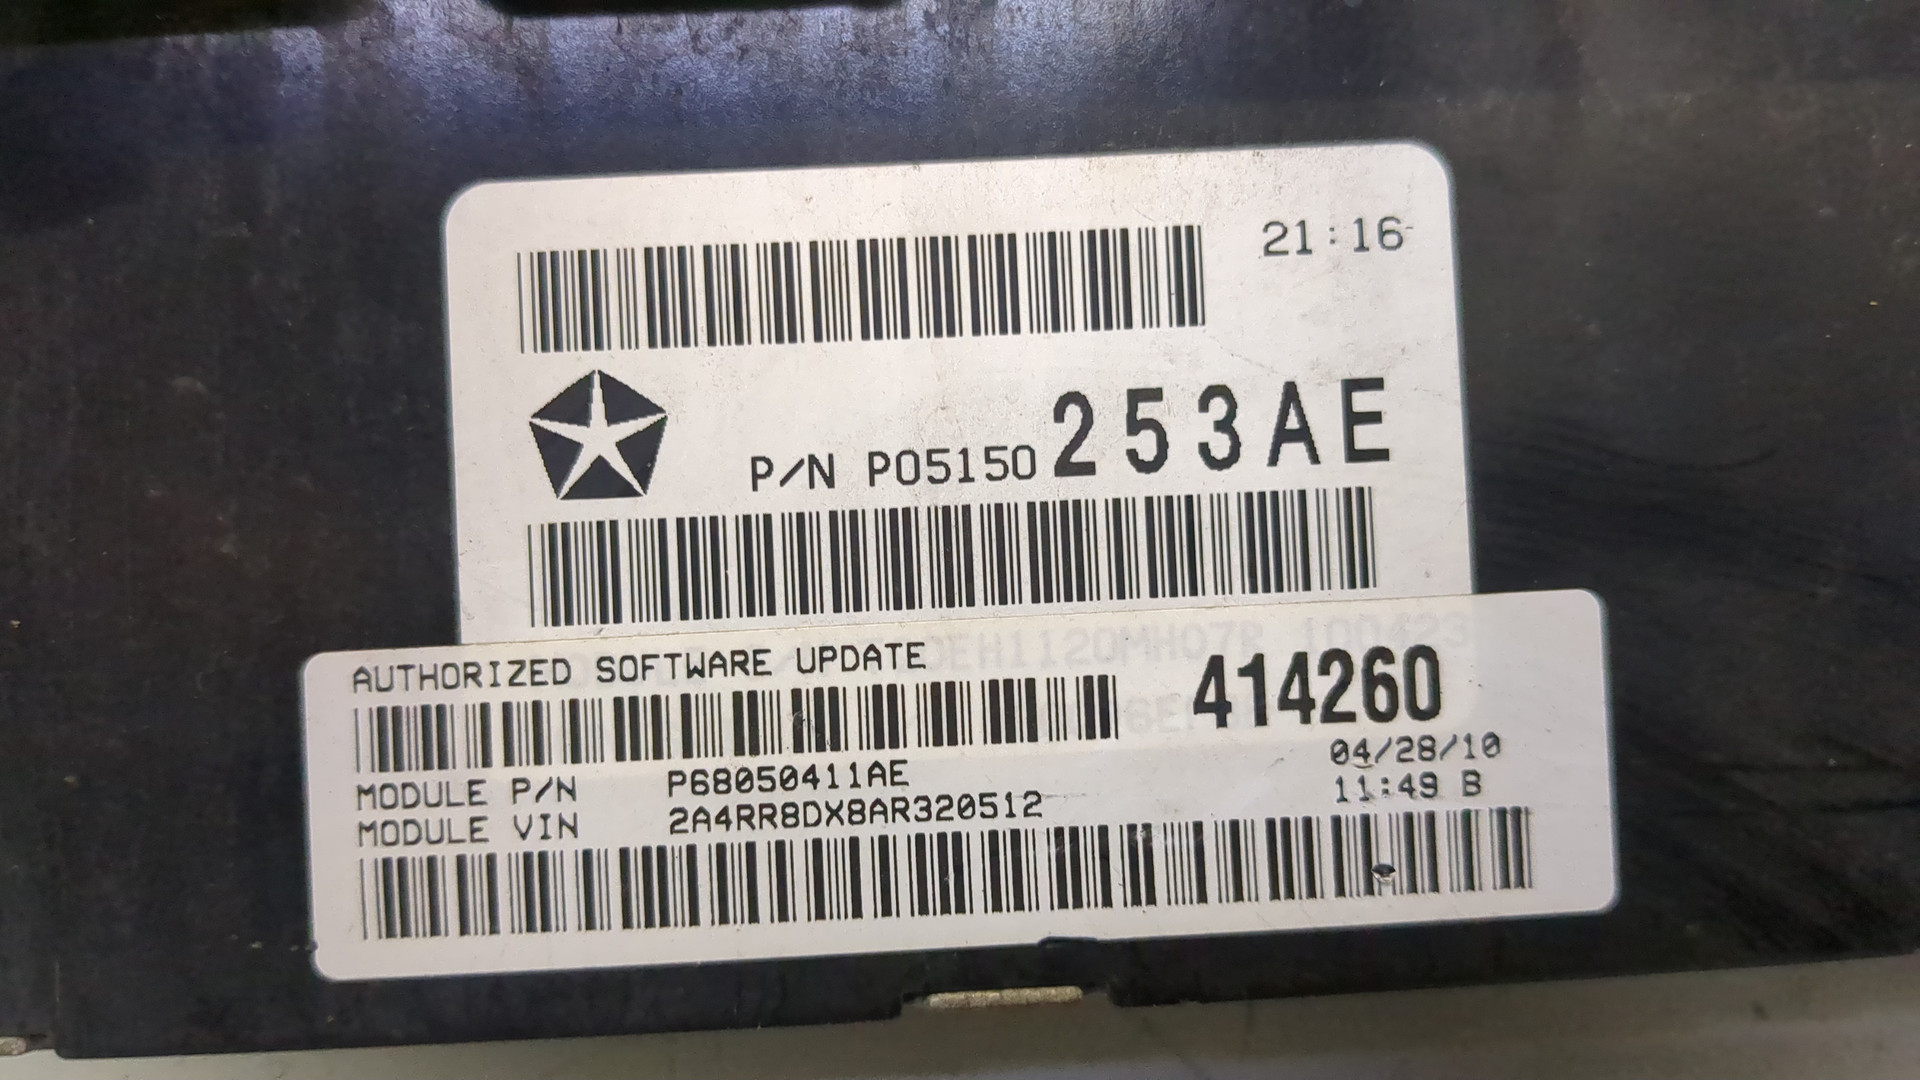 21:16
P/N P05150253AE
AUTHORIZED SOFTWARE UPDATE
414260
04/28/10
MODULE P/N P68050411AE
11:49 B
MODULE VIN 2A4RR8DX8AR320512